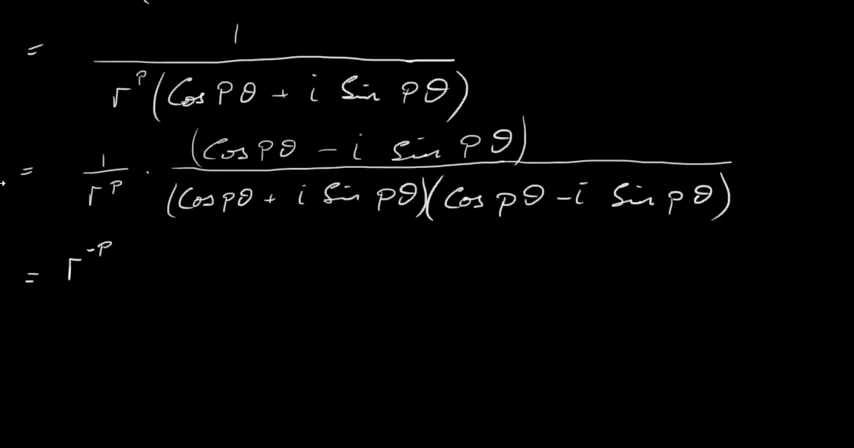 = 1 / r^p (Cos pθ + i Sin pθ)
= 1 / r^p · (Cos pθ - i Sin pθ) / (Cos pθ + i Sin pθ)(Cos pθ - i Sin pθ)
= r^-p